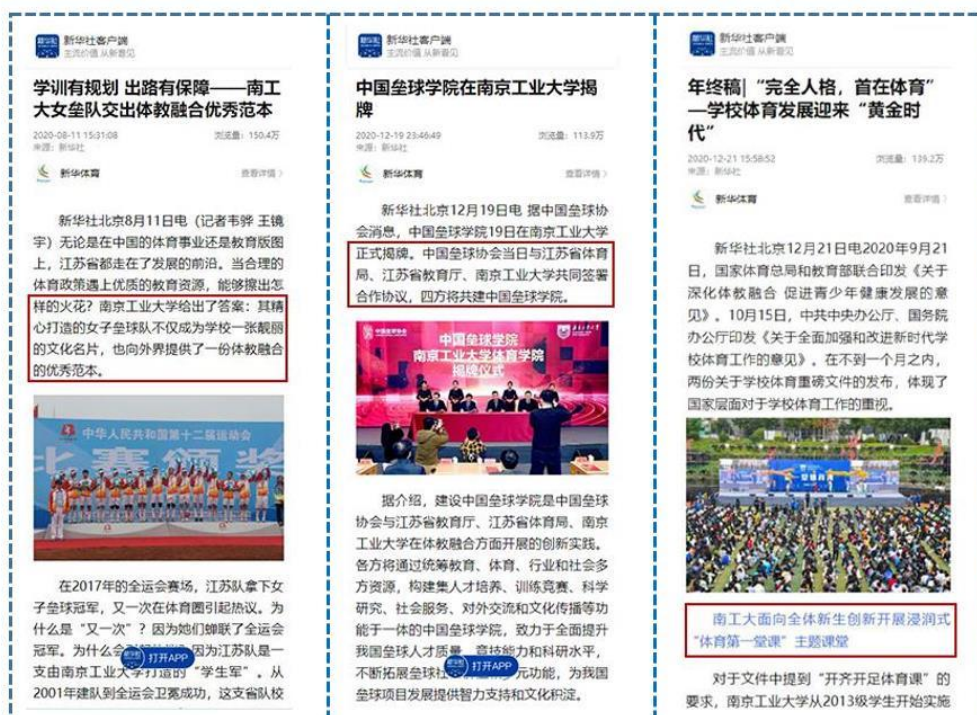 新华社客户端
主流价值 从新看见
学训有规划 出路有保障——南工
大女垒队交出体教融合优秀范本
2020-08-11 15:31:08 浏览量: 150.4万
来源: 新华社
新华体育 查看详情
新华社北京8月11日电（记者韦骅 王镜
宇）无论是在中国的体育事业还是教育版图
上，江苏省都走在了发展的前沿。当合理的
体育政策遇上优质的教育资源，能够擦出怎
样的火花？南京工业大学给出了答案：其精
心打造的女子垒球队不仅成为学校一张靓丽
的文化名片，也向外界提供了一份体教融合
的优秀范本。
中华人民共和国第十二届运动会
比赛颁奖
在2017年的全运会赛场，江苏队拿下女
子垒球冠军，又一次在体育圈引起热议。为
什么是“又一次”？因为她们蝉联了全运会
冠军。为什么会
因为江苏队是一
支由南京工业大学打造的“学生军”。从
2001年建队到全运会卫冕成功，这支省队校
打开APP
新华社客户端
主流价值 从新看见
中国垒球学院在南京工业大学揭
牌
2020-12-19 23:46:49 浏览量: 113.9万
来源: 新华社
新华体育 查看详情
新华社北京12月19日电 据中国垒球协
会消息，中国垒球学院19日在南京工业大学
正式揭牌。中国垒球协会当日与江苏省体育
局、江苏省教育厅、南京工业大学共同签署
合作协议，四方将共建中国垒球学院。
中国垒球学院
南京工业大学体育学院
揭牌仪式
据介绍，建设中国垒球学院是中国垒球
协会与江苏省教育厅、江苏省体育局、南京
工业大学在体教融合方面开展的创新实践。
各方将通过统筹教育、体育、行业和社会多
方资源，构建集人才培养、训练竞赛、科学
研究、社会服务、对外交流和文化传播等功
能于一体的中国垒球学院，致力于全面提升
我国垒球人才质量、竞技能力和科研水平，
不断拓展垒球 元功能，为我国
垒球项目发展提供智力支持和文化积淀。
打开APP
新华社客户端
主流价值 从新看见
年终稿|“完全人格，首在体育”
—学校体育发展迎来“黄金时
代”
2020-12-21 15:58:52 浏览量: 139.2万
来源: 新华社
新华体育 查看详情
新华社北京12月21日电2020年9月21
日，国家体育总局和教育部联合印发《关于
深化体教融合 促进青少年健康发展的意
见》。10月15日，中共中央办公厅、国务院
办公厅印发《关于全面加强和改进新时代学
校体育工作的意见》。在不到一个月之内，
两份关于学校体育重磅文件的发布，体现了
国家层面对于学校体育工作的重视。
南工大面向全体新生创新开展浸润式
“体育第一堂课”主题课堂
对于文件中提到“开齐开足体育课”的
要求，南京工业大学从2013级学生开始实施